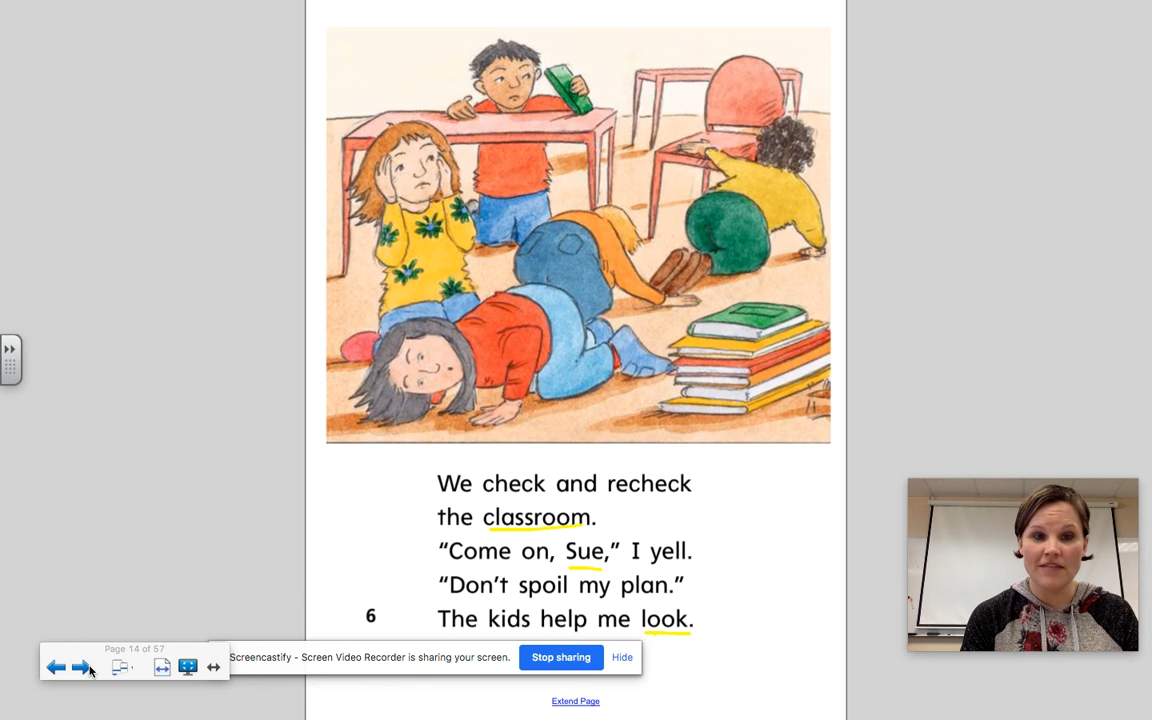 We check and recheck
the classroom.
“Come on, Sue,” I yell.
“Don’t spoil my plan.”
6 The kids help me look.
Page 14 of 57
Screencastify - Screen Video Recorder is sharing your screen. Stop sharing Hide
Extend Page